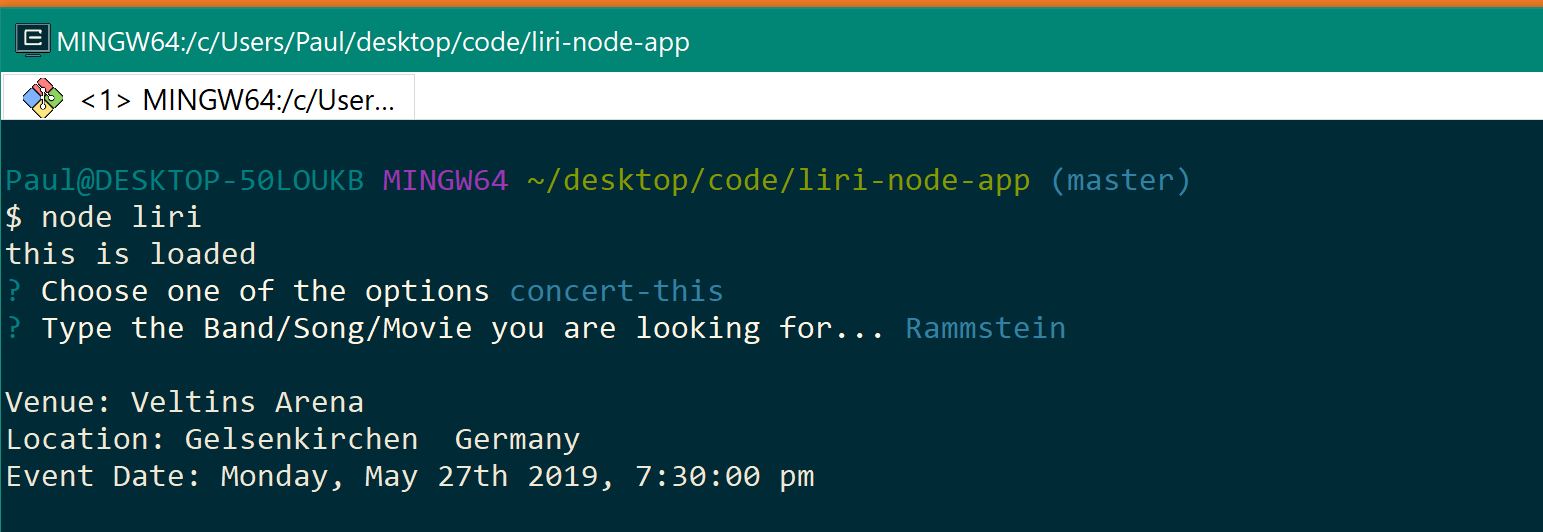 MINGW64:/c/Users/Paul/desktop/code/liri-node-app
<1> MINGW64:/c/User...
Paul@DESKTOP-50LOUKB MINGW64 ~/desktop/code/liri-node-app (master)
$ node liri
this is loaded
? Choose one of the options concert-this
? Type the Band/Song/Movie you are looking for... Rammstein
Venue: Veltins Arena
Location: Gelsenkirchen  Germany
Event Date: Monday, May 27th 2019, 7:30:00 pm